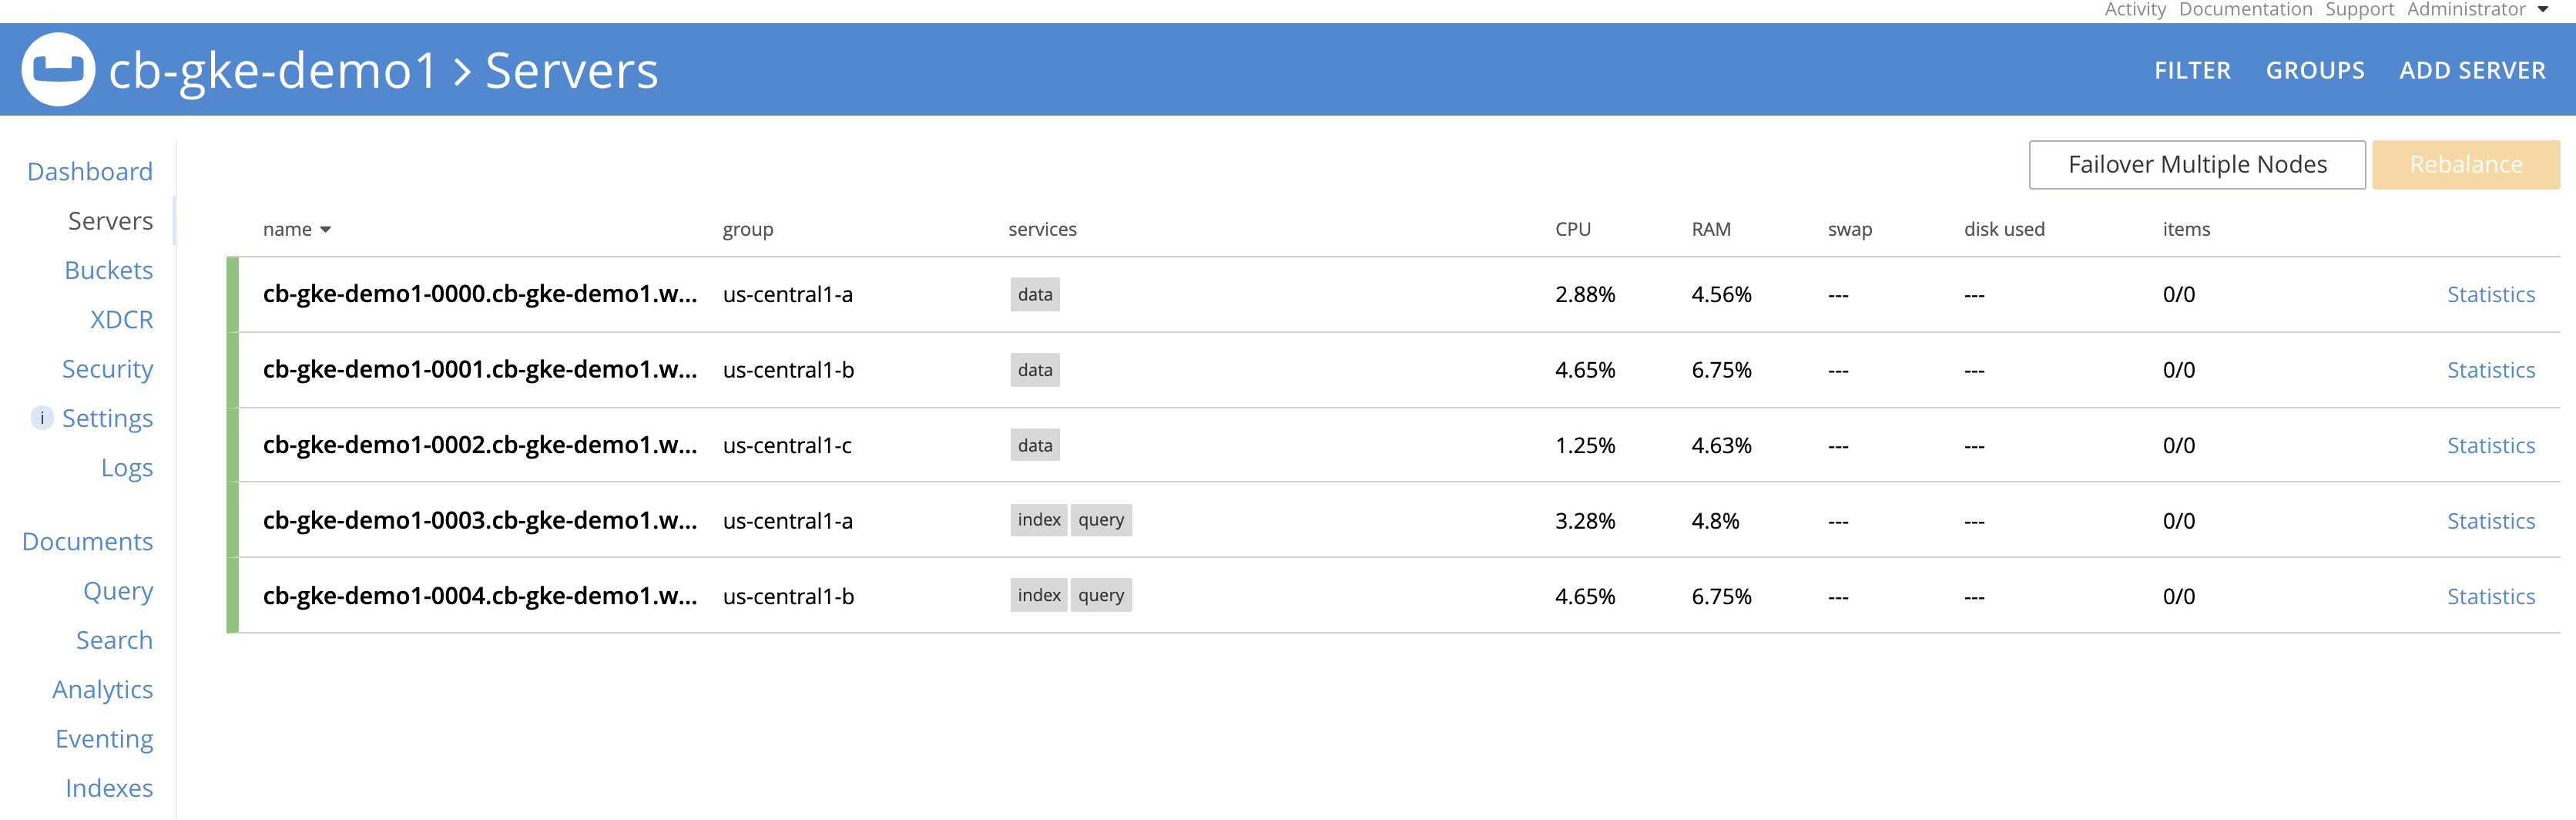 Activity Documentation Support Administrator
cb-gke-demo1 > Servers
FILTER GROUPS ADD SERVER
Dashboard
Servers
Buckets
XDCR
Security
i Settings
Logs
Documents
Query
Search
Analytics
Eventing
Indexes
Failover Multiple Nodes Rebalance
name group services CPU RAM swap disk used items
cb-gke-demo1-0000.cb-gke-demo1.w... us-central1-a data 2.88% 4.56% --- --- 0/0 Statistics
cb-gke-demo1-0001.cb-gke-demo1.w... us-central1-b data 4.65% 6.75% --- --- 0/0 Statistics
cb-gke-demo1-0002.cb-gke-demo1.w... us-central1-c data 1.25% 4.63% --- --- 0/0 Statistics
cb-gke-demo1-0003.cb-gke-demo1.w... us-central1-a index query 3.28% 4.8% --- --- 0/0 Statistics
cb-gke-demo1-0004.cb-gke-demo1.w... us-central1-b index query 4.65% 6.75% --- --- 0/0 Statistics